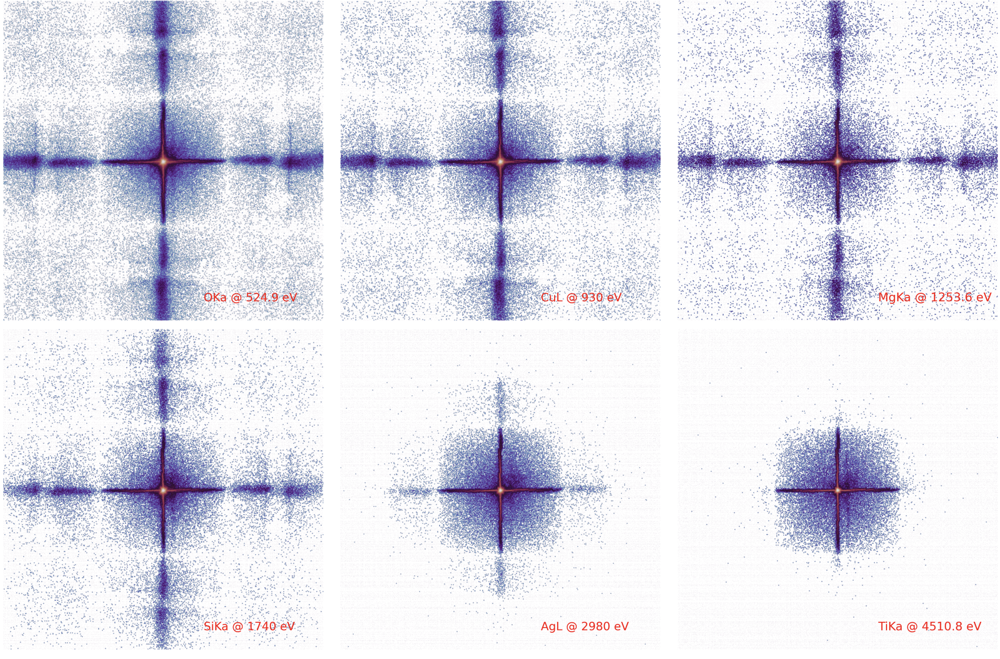 OKa @ 524.9 eV
CuL @ 930 eV
MgKa @ 1253.6 eV
SiKa @ 1740 eV
AgL @ 2980 eV
TiKa @ 4510.8 eV